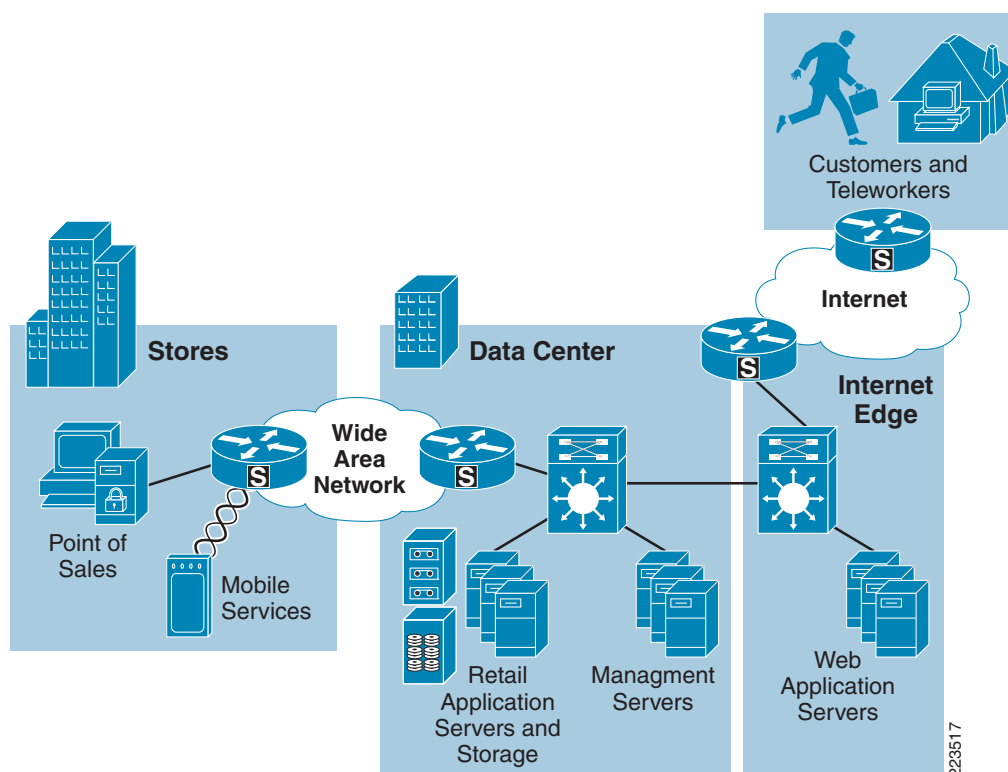 Customers and
Teleworkers
S
Internet
Stores
Data Center
S
Internet
Edge
Wide
Area
Network
S
S
Point of
Sales
Mobile
Services
Retail
Application
Servers and
Storage
Managment
Servers
Web
Application
Servers
223517